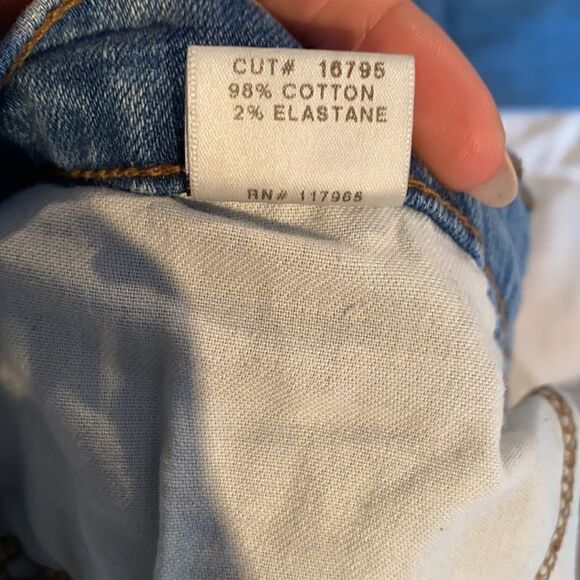 CUT# 16795
98% COTTON
2% ELASTANE
RN# 117965